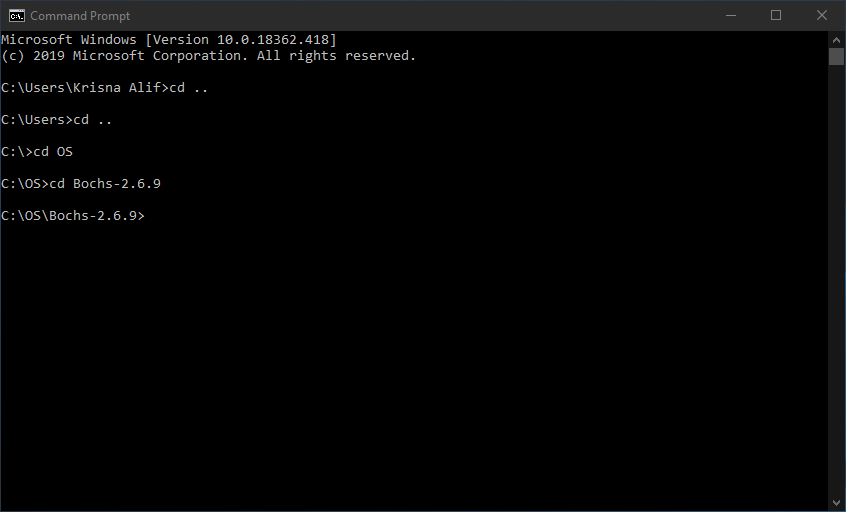 Command Prompt
Microsoft Windows [Version 10.0.18362.418]
(c) 2019 Microsoft Corporation. All rights reserved.
C:\Users\Krisna Alif>cd ..
C:\Users>cd ..
C:\>cd OS
C:\OS>cd Bochs-2.6.9
C:\OS\Bochs-2.6.9>